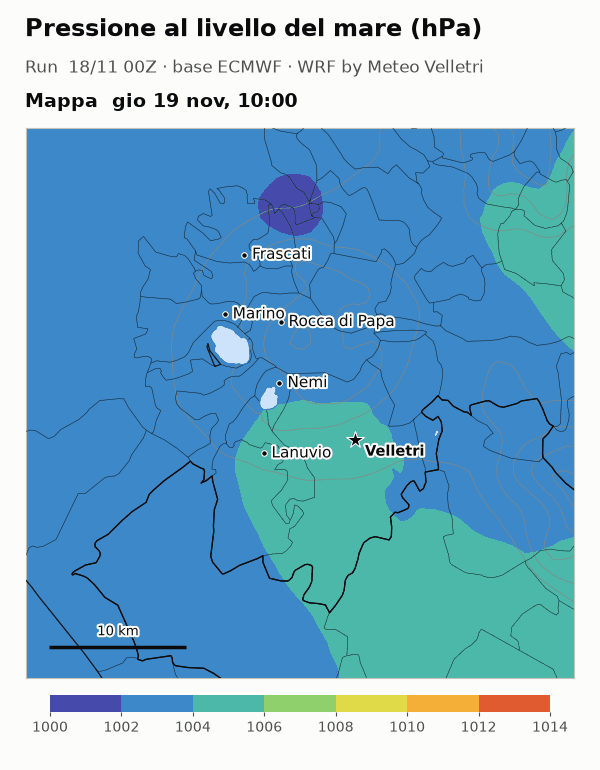 Pressione al livello del mare (hPa)
Run  18/11 00Z · base ECMWF · WRF by Meteo Velletri
Mappa  gio 19 nov, 10:00
Frascati
Marino
Rocca di Papa
Nemi
Lanuvio
Velletri
10 km
1000 1002 1004 1006 1008 1010 1012 1014